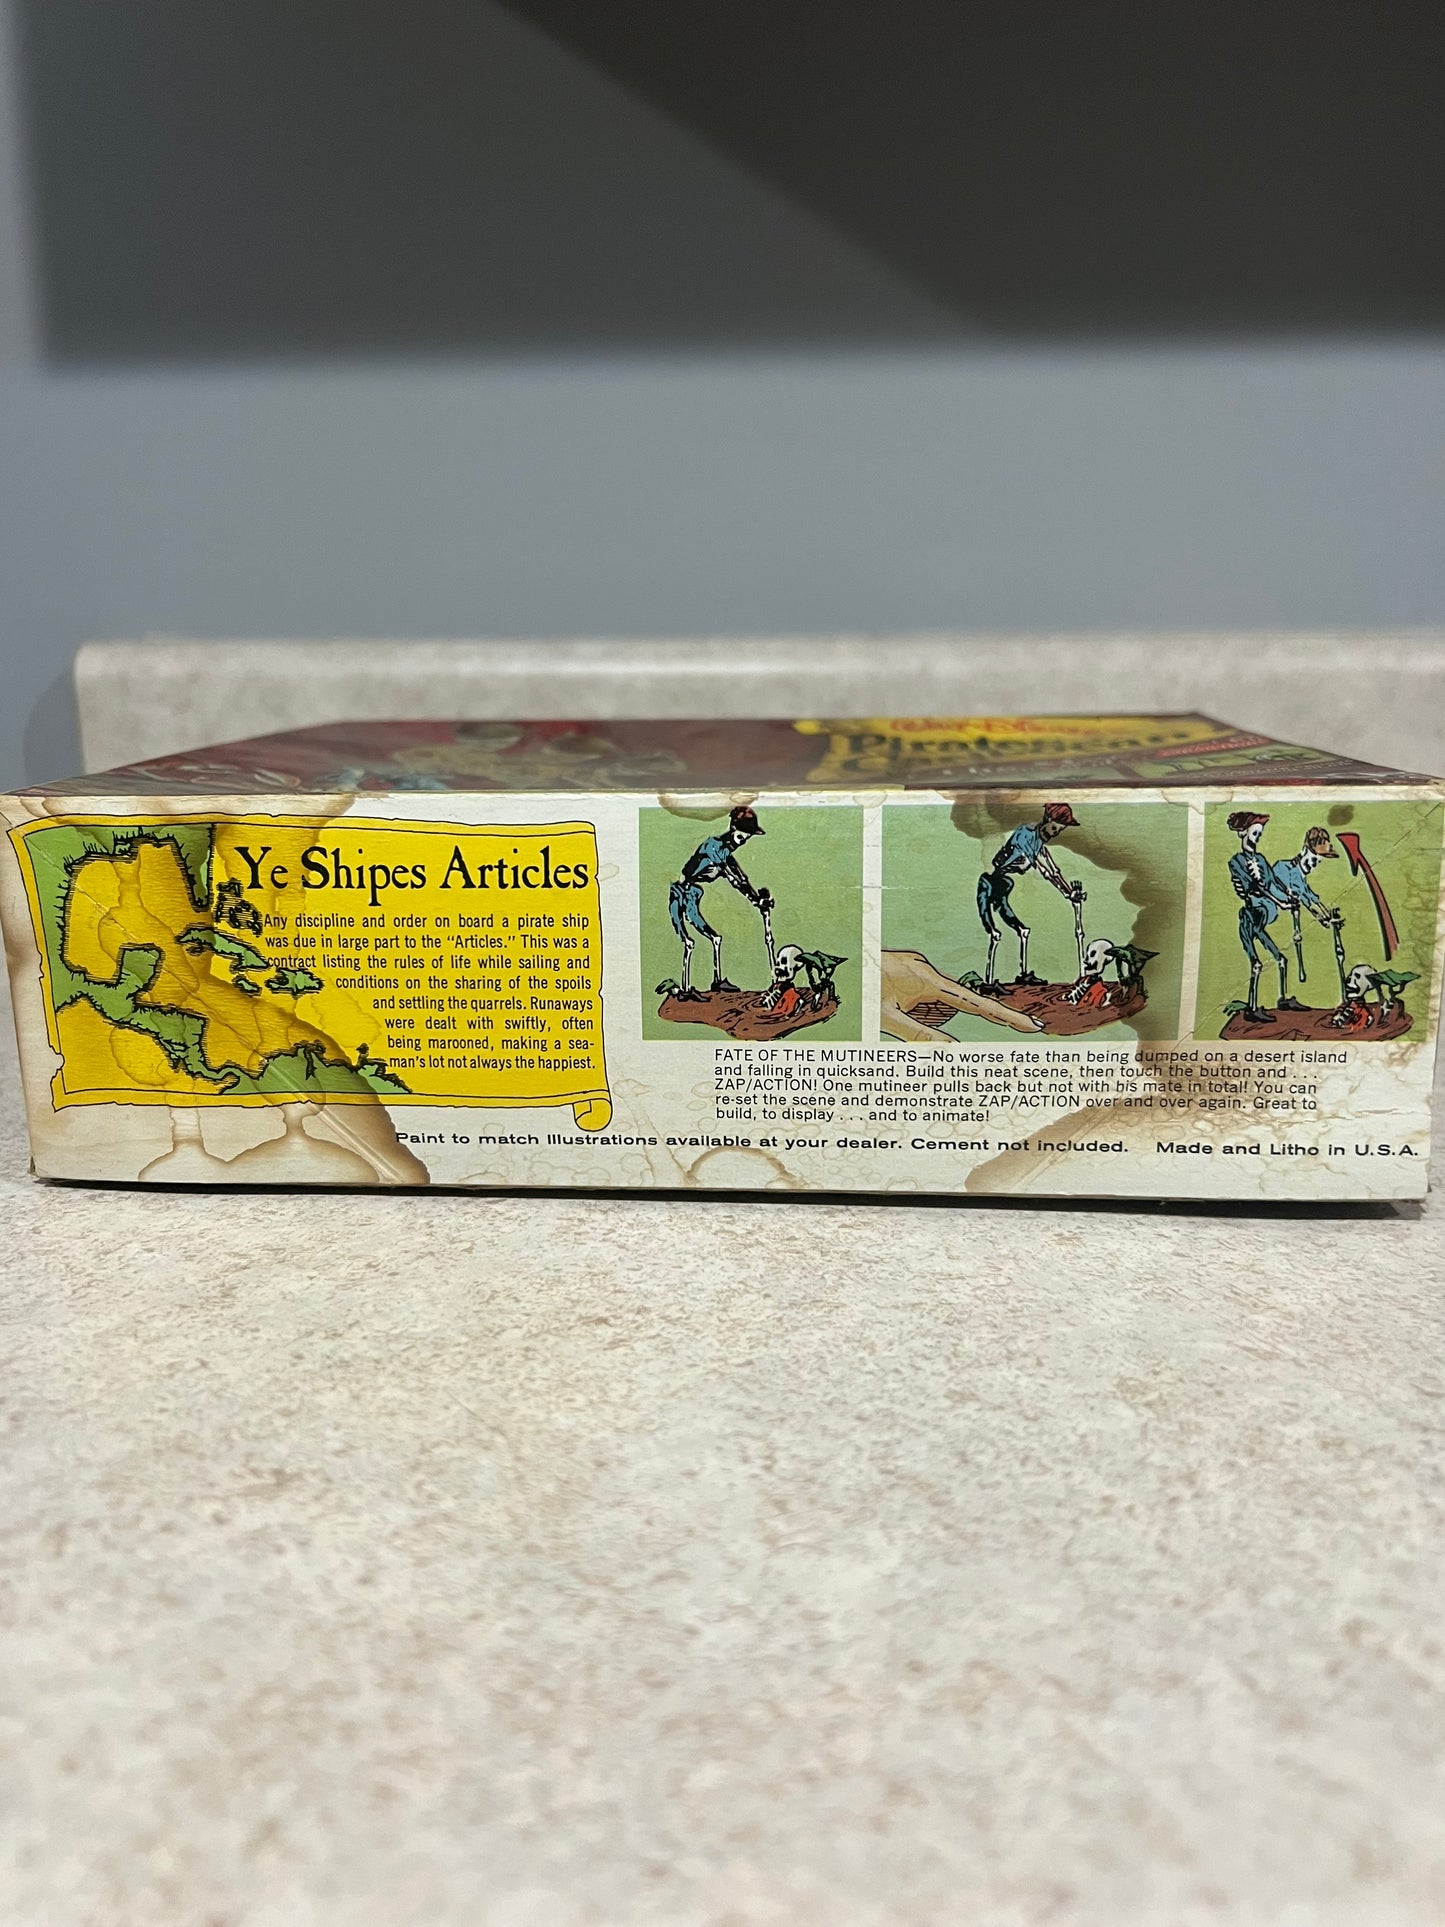 Walt Disney's
Pirates
Ye Shipes Articles
Any discipline and order on board a pirate ship
was due in large part to the “Articles.” This was a
contract listing the rules of life while sailing and
conditions on the sharing of the spoils
and settling the quarrels. Runaways
were dealt with swiftly, often
being marooned, making a sea-
man's lot not always the happiest.
FATE OF THE MUTINEERS—No worse fate than being dumped on a desert island
and falling in quicksand. Build this neat scene, then touch the button and . . .
ZAP/ACTION! One mutineer pulls back but not with his mate in total! You can
re-set the scene and demonstrate ZAP/ACTION over and over again. Great to
build, to display . . . and to animate!
Paint to match Illustrations available at your dealer. Cement not included. Made and Litho in U.S.A.